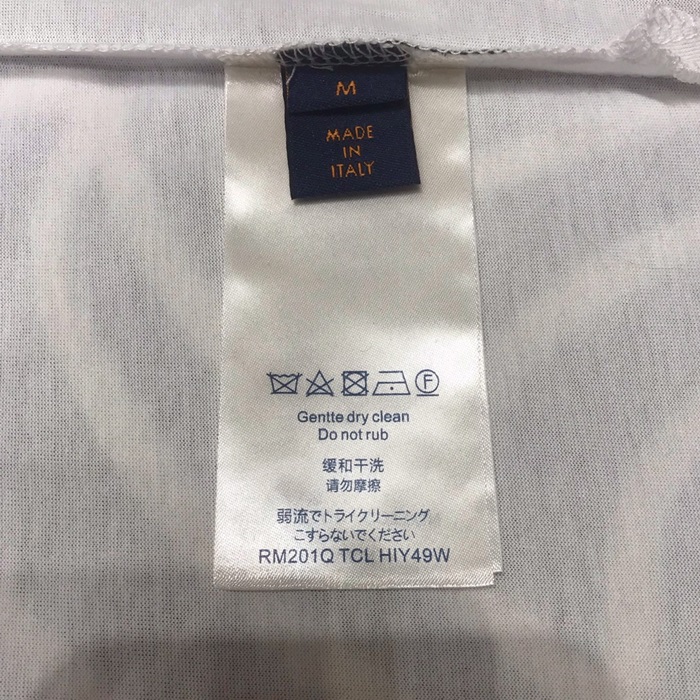 M
MADE
IN
ITALY
F
Gentte dry clean
Do not rub
缓和干洗
请勿摩擦
弱流でトライクリーニング
こすらないでください
RM201Q TCL HIY49W